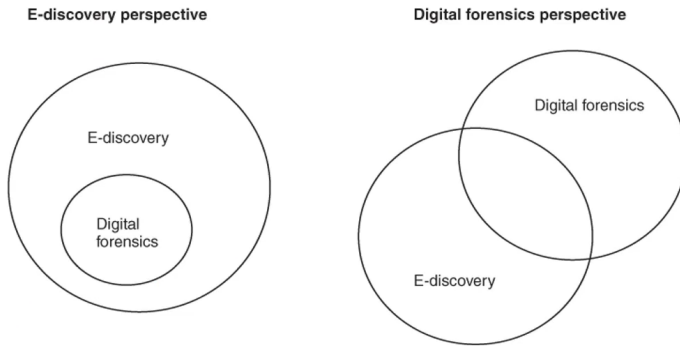 E-discovery perspective
Digital forensics perspective
E-discovery
Digital
forensics
Digital forensics
E-discovery